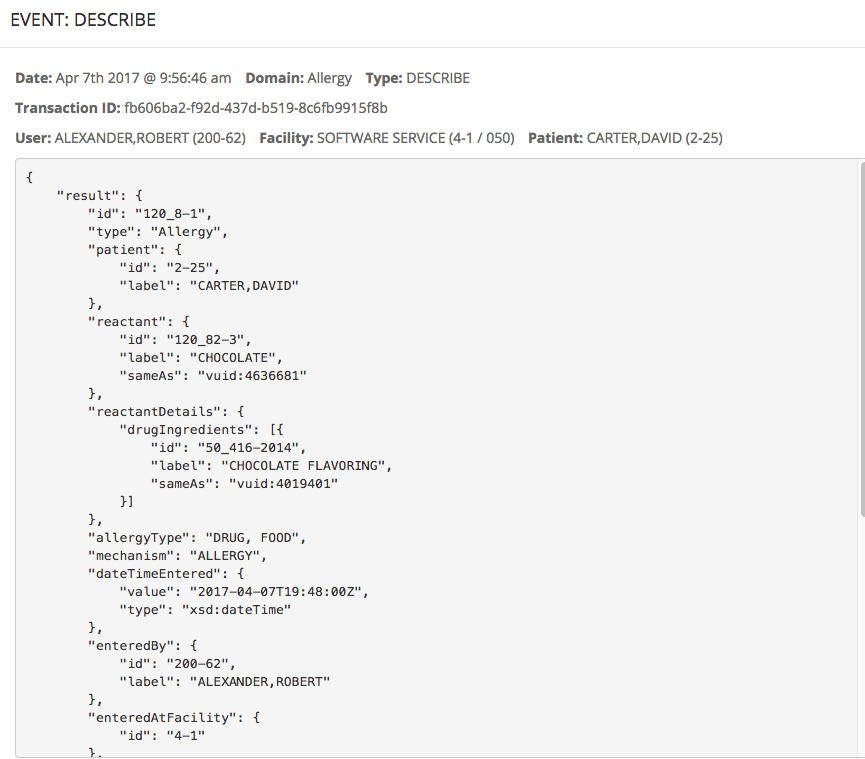 EVENT: DESCRIBE
Date: Apr 7th 2017 @ 9:56:46 am Domain: Allergy Type: DESCRIBE
Transaction ID: fb606ba2-f92d-437d-b519-8c6fb9915f8b
User: ALEXANDER,ROBERT (200-62) Facility: SOFTWARE SERVICE (4-1 / 050) Patient: CARTER,DAVID (2-25)
{
    "result": {
        "id": "120_8-1",
        "type": "Allergy",
        "patient": {
            "id": "2-25",
            "label": "CARTER,DAVID"
        },
        "reactant": {
            "id": "120_82-3",
            "label": "CHOCOLATE",
            "sameAs": "vuid:4636681"
        },
        "reactantDetails": {
            "drugIngredients": [{
                "id": "50_416-2014",
                "label": "CHOCOLATE FLAVORING",
                "sameAs": "vuid:4019401"
            }]
        },
        "allergyType": "DRUG, FOOD",
        "mechanism": "ALLERGY",
        "dateTimeEntered": {
            "value": "2017-04-07T19:48:00Z",
            "type": "xsd:dateTime"
        },
        "enteredBy": {
            "id": "200-62",
            "label": "ALEXANDER,ROBERT"
        },
        "enteredAtFacility": {
            "id": "4-1"
        },